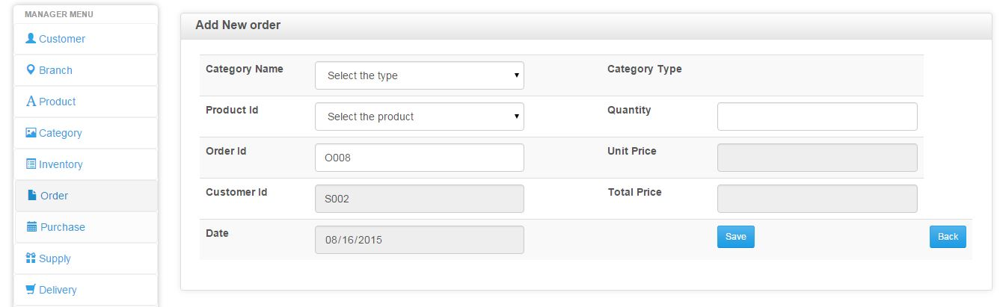 MANAGER MENU
Customer
Branch
Product
Category
Inventory
Order
Purchase
Supply
Delivery
Add New order
Category Name Select the type Category Type
Product Id Select the product Quantity
Order Id O008 Unit Price
Customer Id S002 Total Price
Date 08/16/2015 Save Back